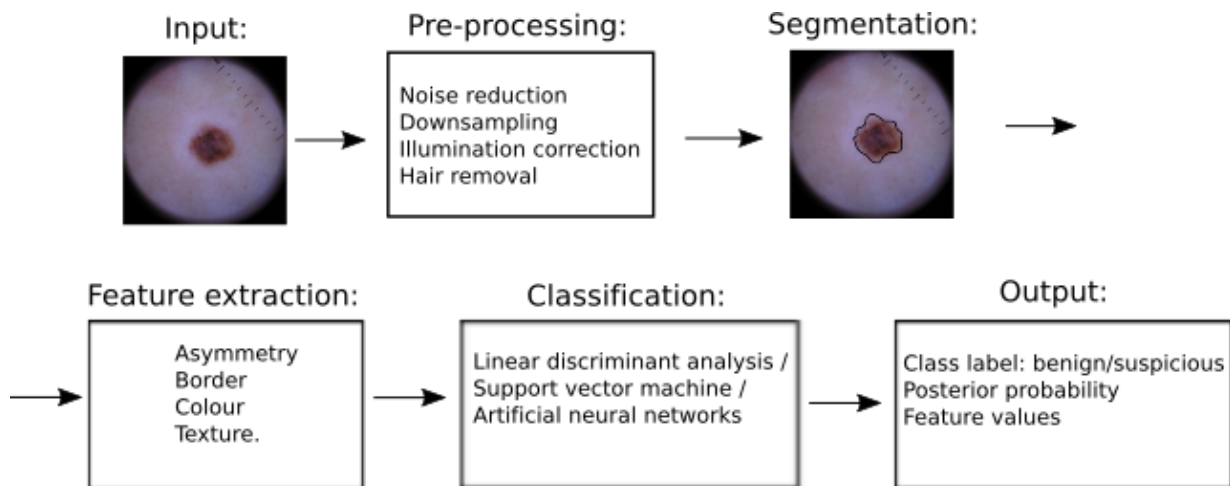 Input:
Pre-processing:
Noise reduction
Downsampling
Illumination correction
Hair removal
Segmentation:
Feature extraction:
Asymmetry
Border
Colour
Texture.
Classification:
Linear discriminant analysis /
Support vector machine /
Artificial neural networks
Output:
Class label: benign/suspicious
Posterior probability
Feature values